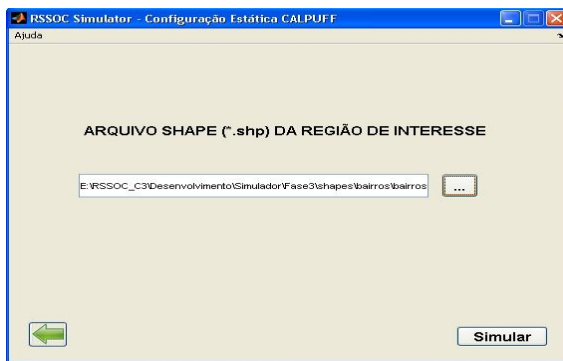 RSSOC Simulator - Configuração Estática CALPUFF
Ajuda
ARQUIVO SHAPE (*.shp) DA REGIÃO DE INTERESSE
E:\RSSOC_C3\Desenvolvimento\Simulador\Fase3\shapes\bairros\bairros
...
Simular